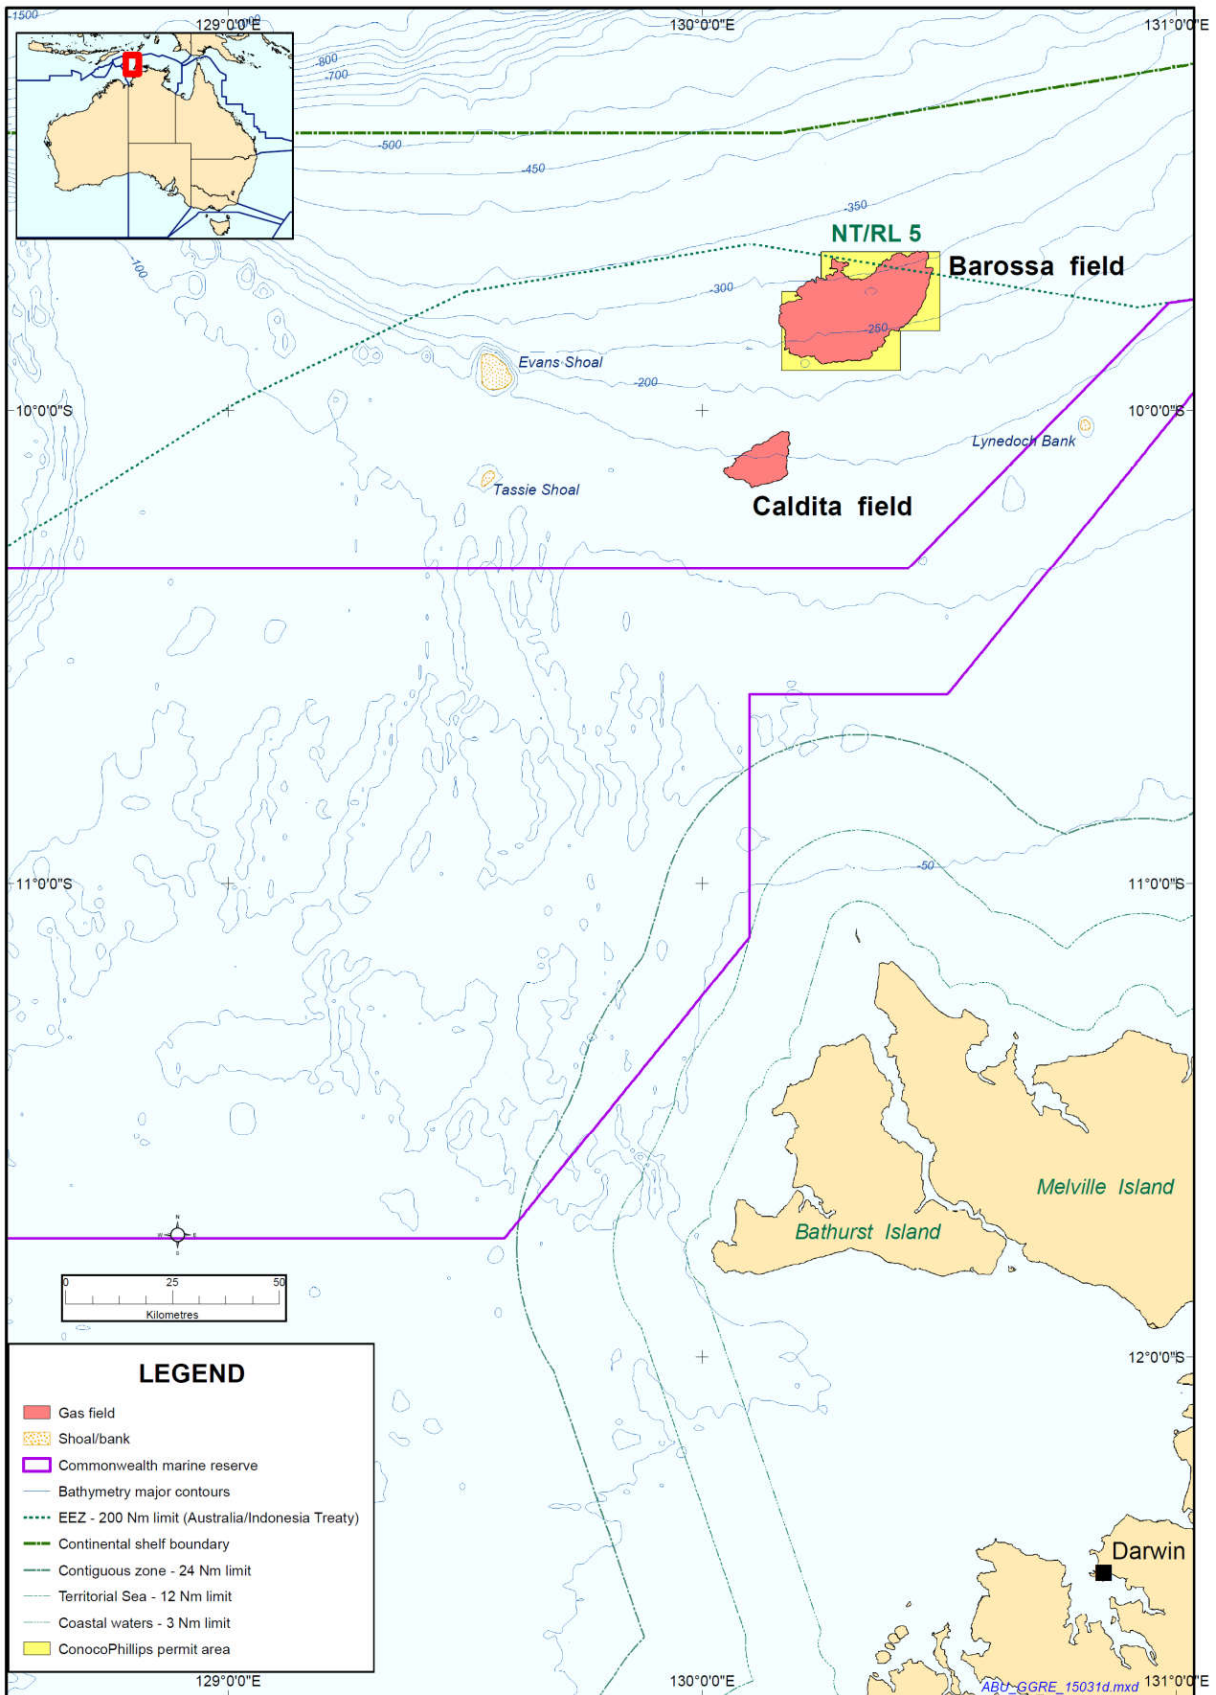 -1500
129°0'0"E
130°0'0"E
131°0'0"E
-800
-700
-500
-450
-350
-100
NT/RL 5
Barossa field
-300
-250
Evans Shoal
-200
10°0'0"S
10°0'0"S
Lynedoch Bank
Tassie Shoal
Caldita field
11°0'0"S
-50
11°0'0"S
Melville Island
Bathurst Island
N
W E
S
0 25 50
Kilometres
12°0'0"S
LEGEND
Gas field
Shoal/bank
Commonwealth marine reserve
Bathymetry major contours
EEZ - 200 Nm limit (Australia/Indonesia Treaty)
Continental shelf boundary
Contiguous zone - 24 Nm limit
Territorial Sea - 12 Nm limit
Coastal waters - 3 Nm limit
ConocoPhillips permit area
Darwin
129°0'0"E
130°0'0"E
ABU_GGRE_15031d.mxd
131°0'0"E